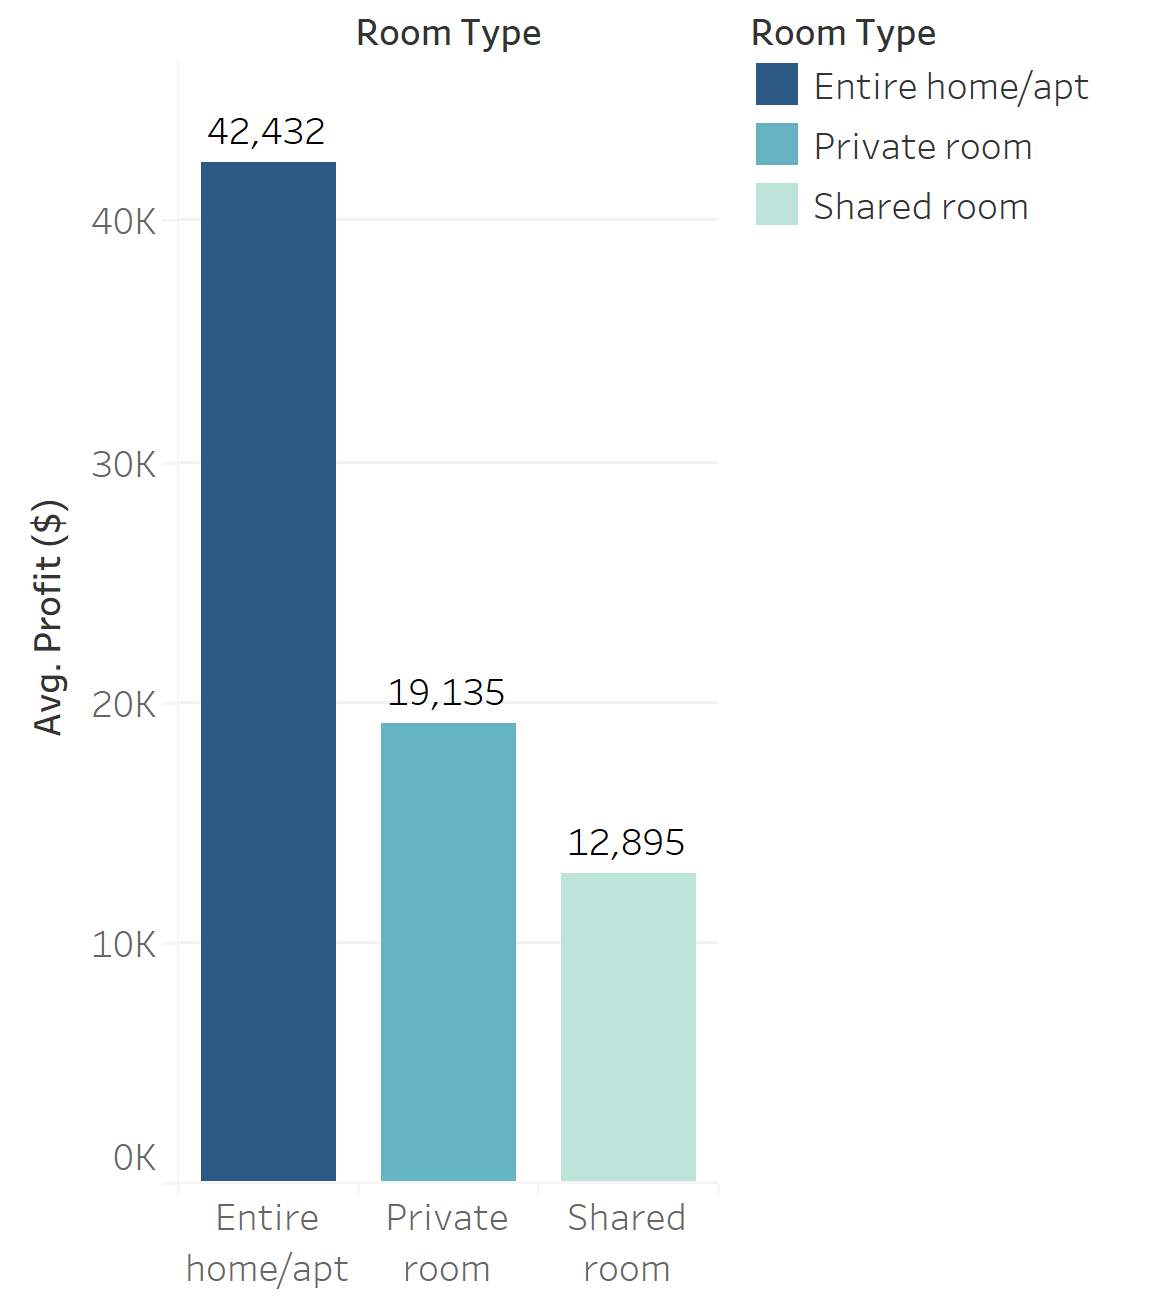 Room Type
Room Type
Entire home/apt
Private room
Shared room
42,432
40K
30K
Avg. Profit ($)
20K
19,135
12,895
10K
0K
Entire home/apt
Private room
Shared room